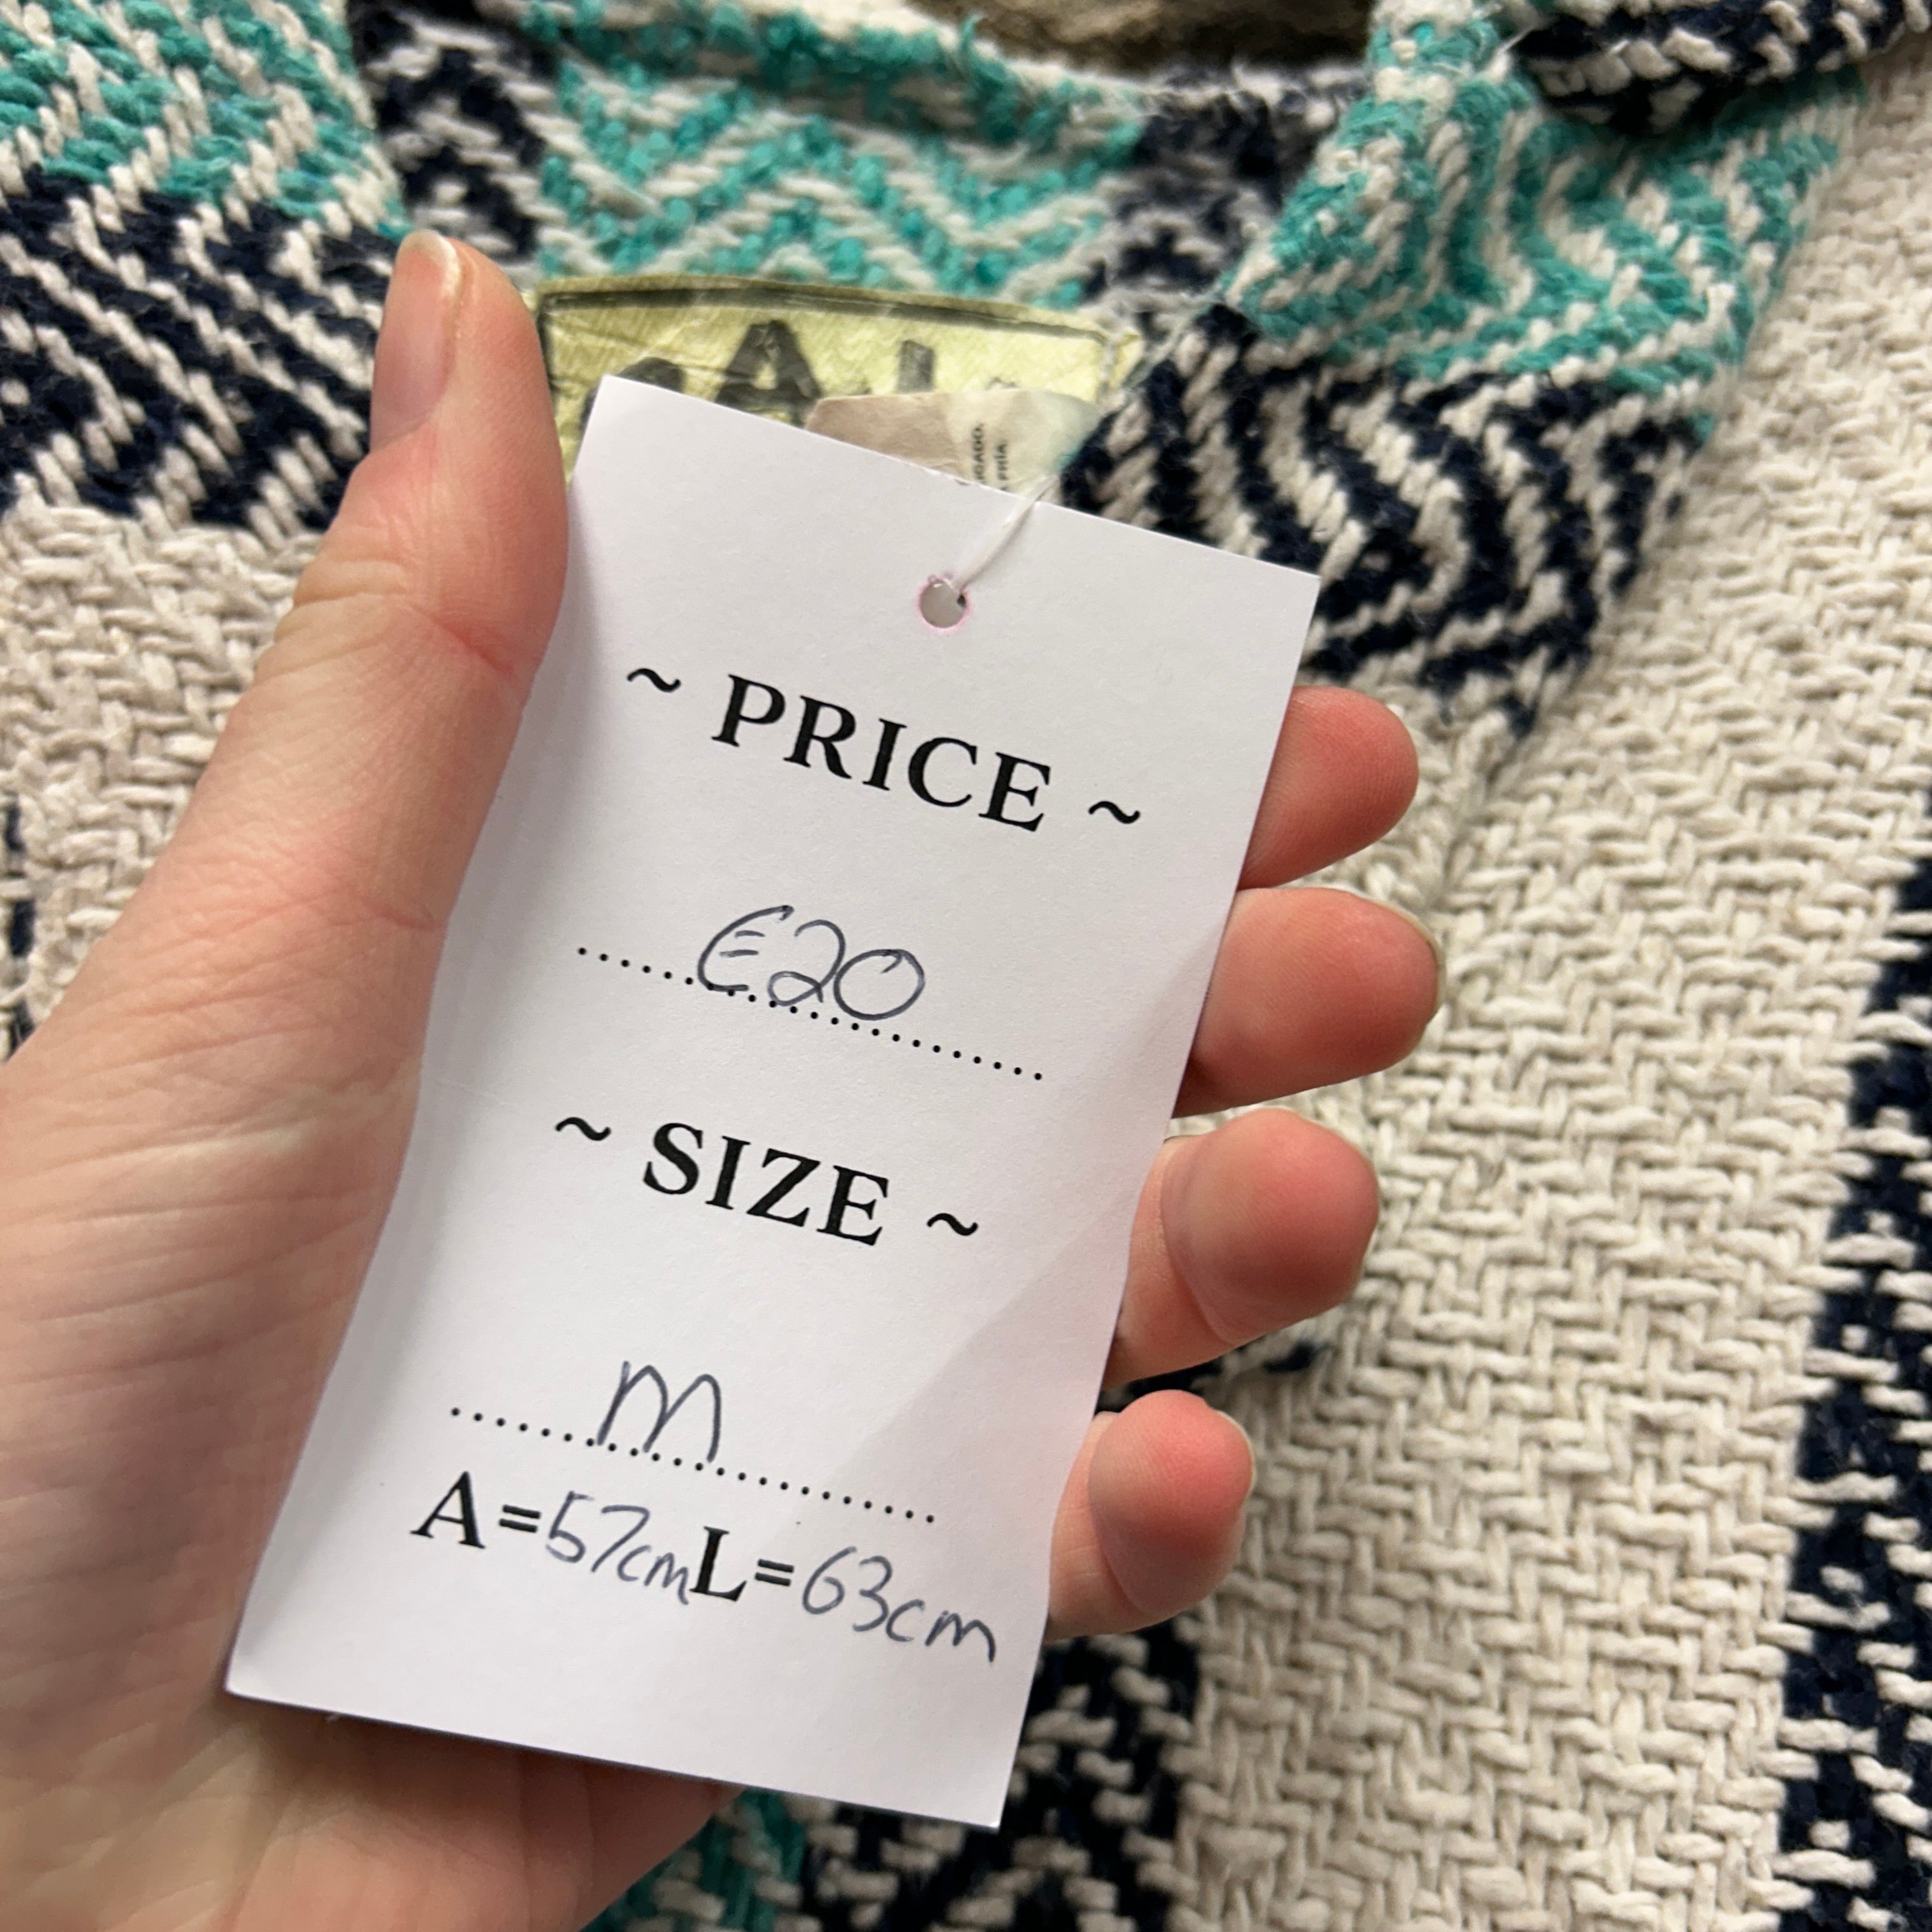 ~ PRICE ~
€20
~ SIZE ~
M
A=57cm L=63cm